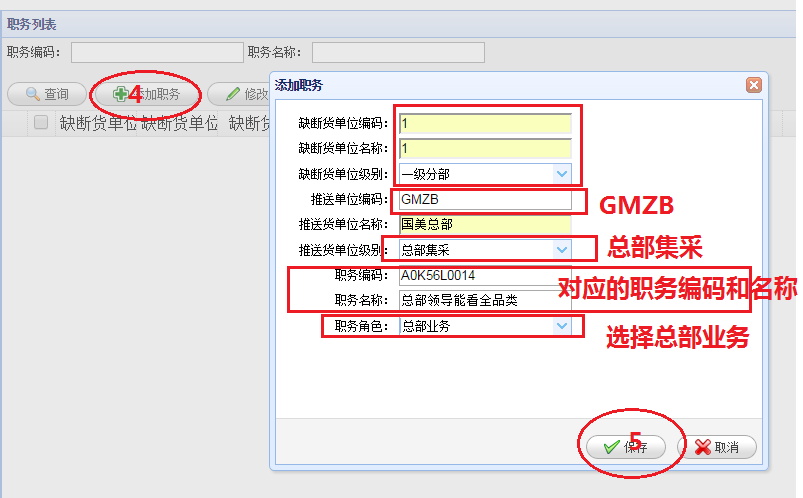 职务列表
职务编码： 职务名称：
查询 4 添加职务 修改
缺断货单位 缺断货单位 缺断货
添加职务
缺断货单位编码： 1
缺断货单位名称： 1
缺断货单位级别： 一级分部
推送单位编码： GMZB GMZB
推送货单位名称： 国美总部
推送货单位级别： 总部集采 总部集采
职务编码： A0K56L0014 对应的职务编码和名称
职务名称： 总部领导能看全品类
职务角色： 总部业务 选择总部业务
5 保存 取消